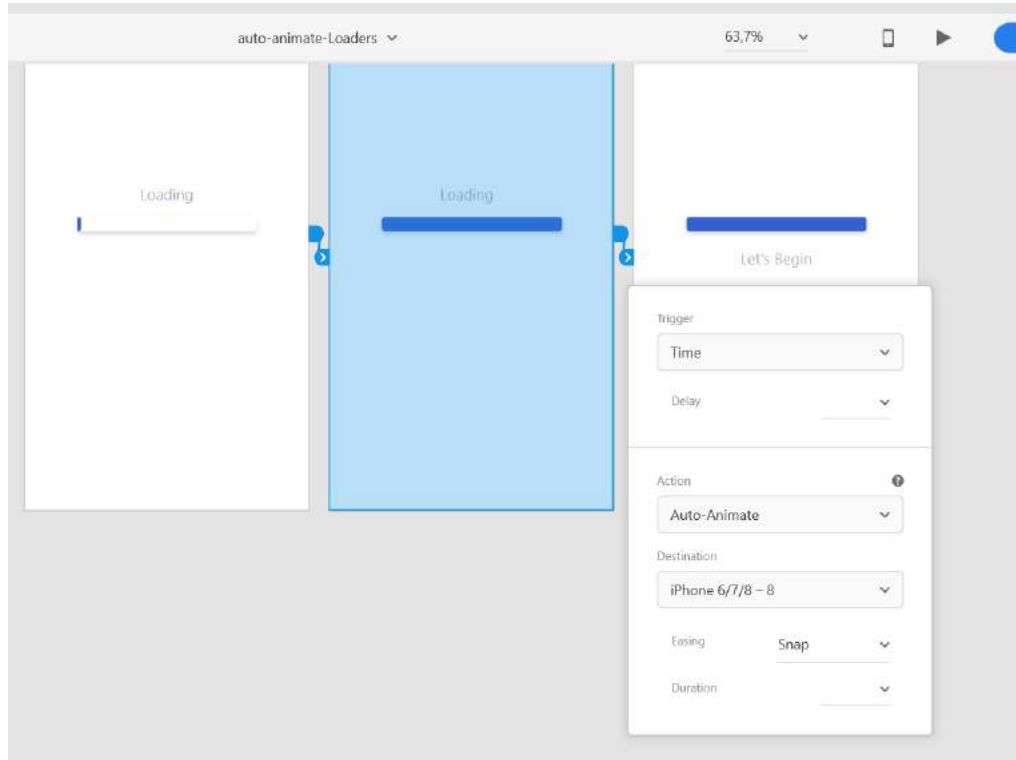 auto-animate-Loaders
63,7%
Loading
Loading
Let's Begin
Trigger
Time
Delay
Action
Auto-Animate
Destination
iPhone 6/7/8 – 8
Easing
Snap
Duration